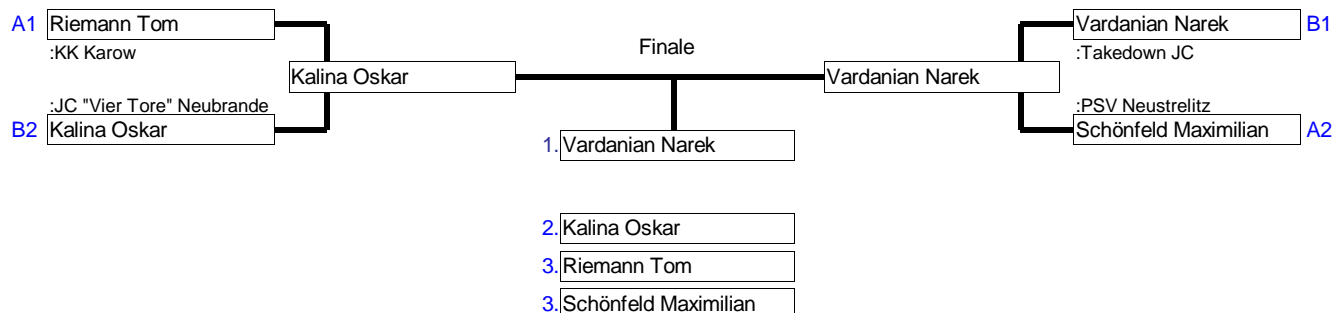 A1 Riemann Tom
:KK Karow
Kalina Oskar
:JC "Vier Tore" Neubrande
B2 Kalina Oskar
Finale
Vardanian Narek B1
:Takedown JC
Vardanian Narek
:PSV Neustrelitz
Schönfeld Maximilian A2
1. Vardanian Narek
2. Kalina Oskar
3. Riemann Tom
3. Schönfeld Maximilian